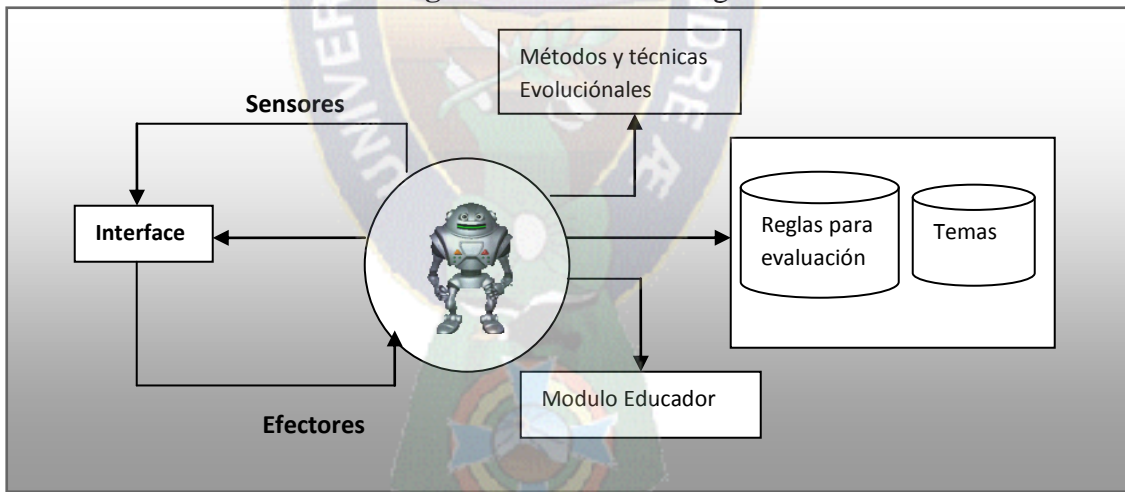 Métodos y técnicas
Evoluciónales
Sensores
Interface
Reglas para
evaluación
Temas
Modulo Educador
Efectores